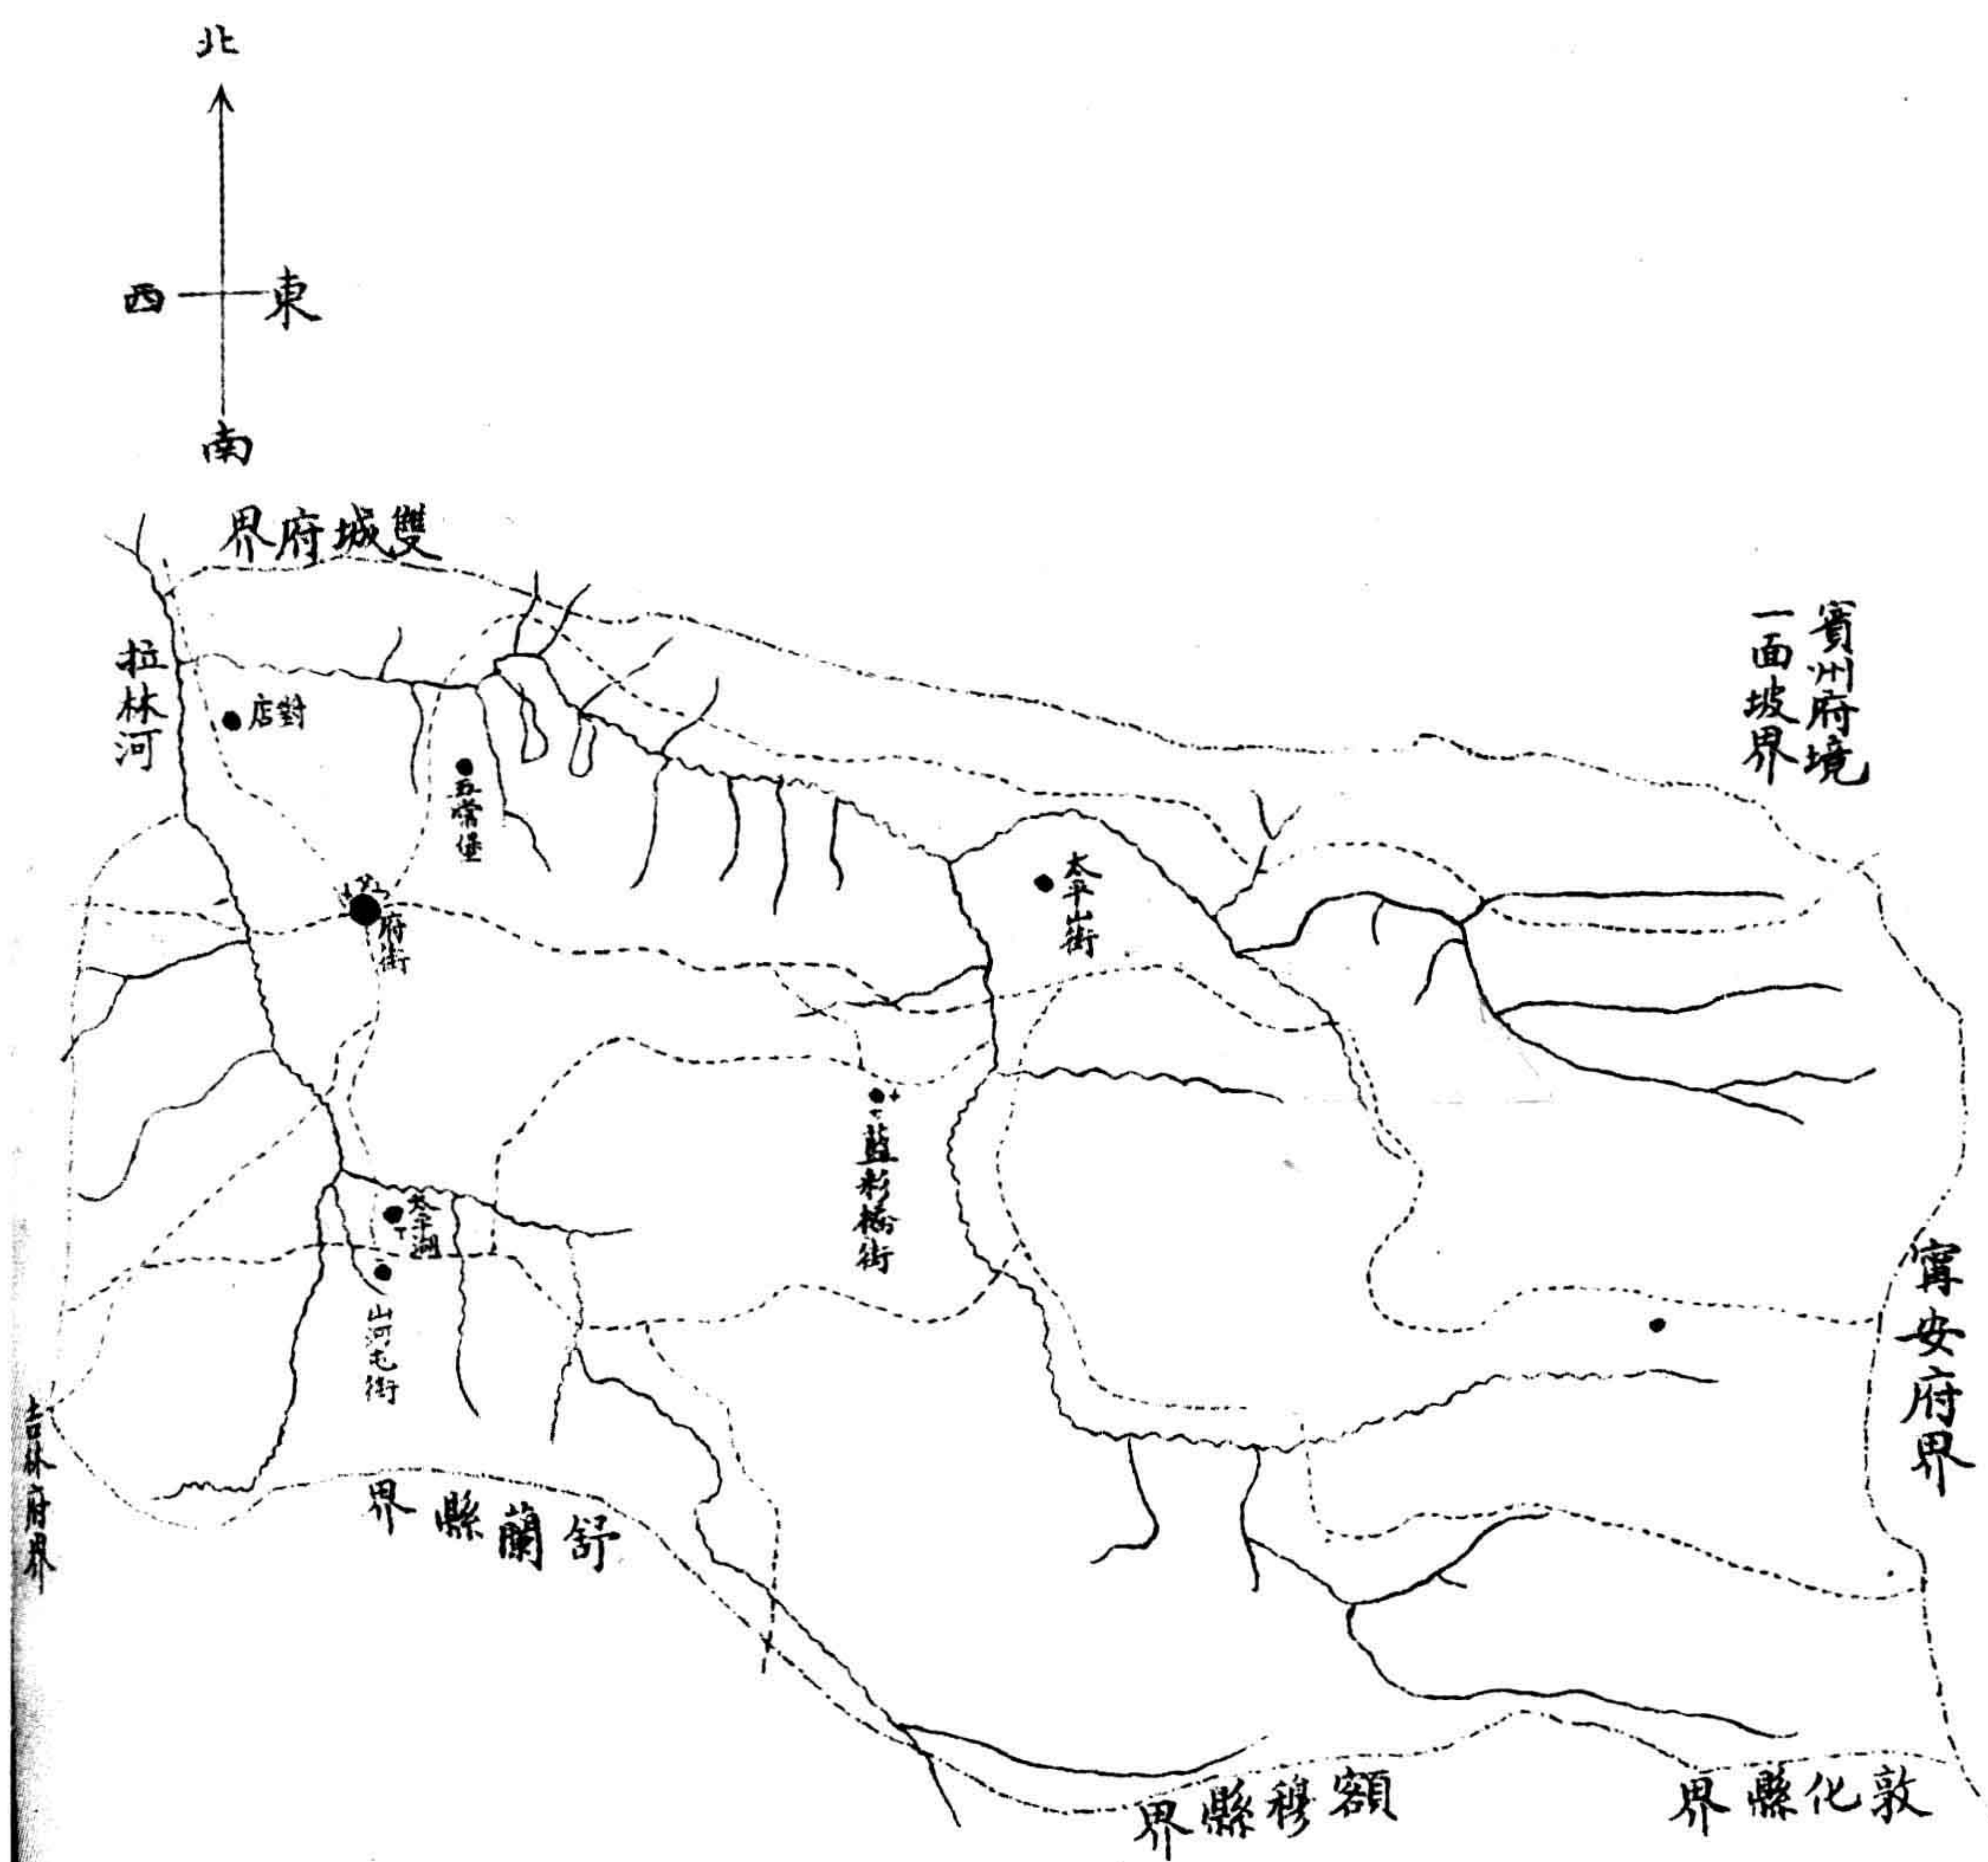 北
西
東
南
雙城府界
賓州府境
一面坡界
拉林河
對店
五常堡
太平山街
府街
藍彩橋街
太平湖
山河屯街
甯安府界
吉林府界
舒蘭縣界
額穆縣界
敦化縣界